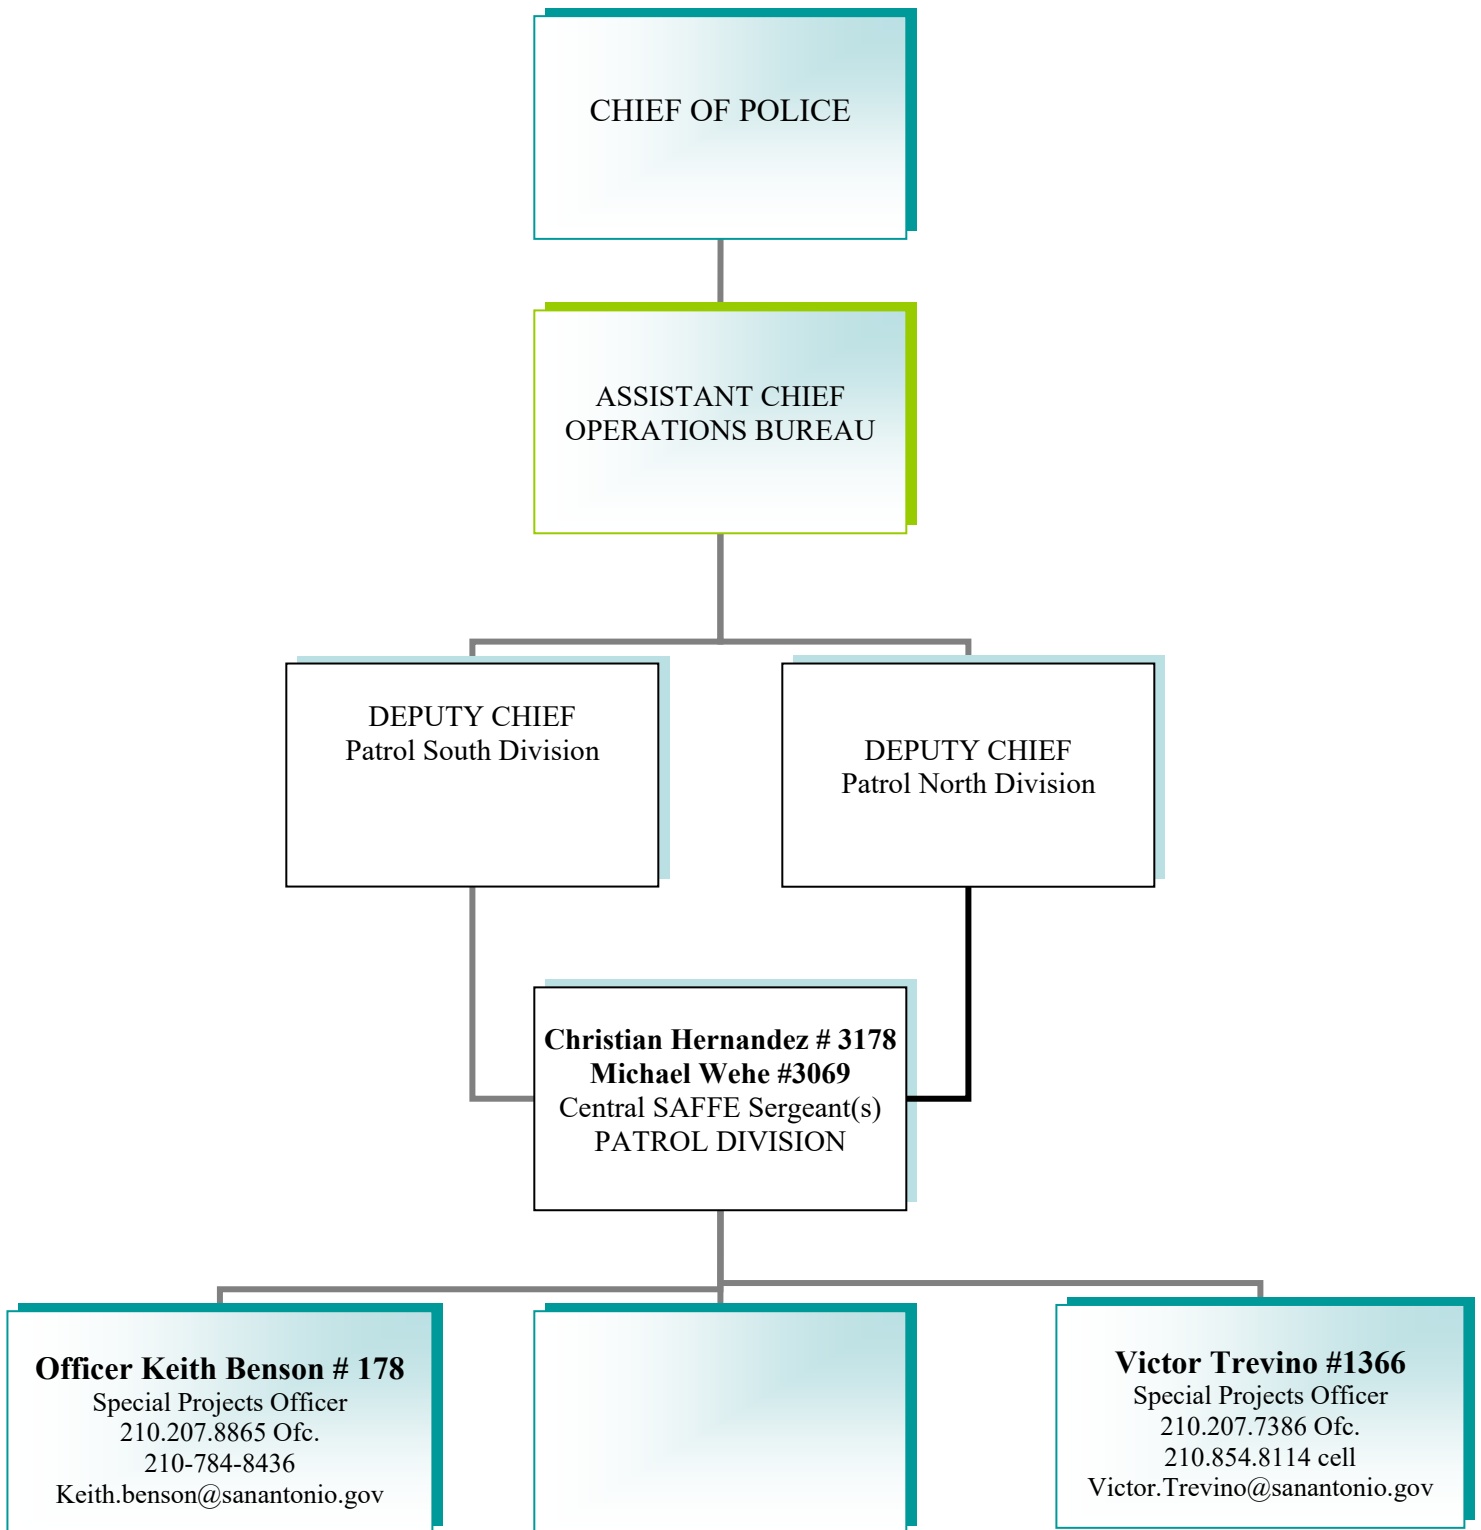 CHIEF OF POLICE
ASSISTANT CHIEF
OPERATIONS BUREAU
DEPUTY CHIEF
Patrol South Division
DEPUTY CHIEF
Patrol North Division
Christian Hernandez # 3178
Michael Wehe #3069
Central SAFFE Sergeant(s)
PATROL DIVISION
Officer Keith Benson # 178
Special Projects Officer
210.207.8865 Ofc.
210-784-8436
Keith.benson@sanantonio.gov
Victor Trevino #1366
Special Projects Officer
210.207.7386 Ofc.
210.854.8114 cell
Victor.Trevino@sanantonio.gov